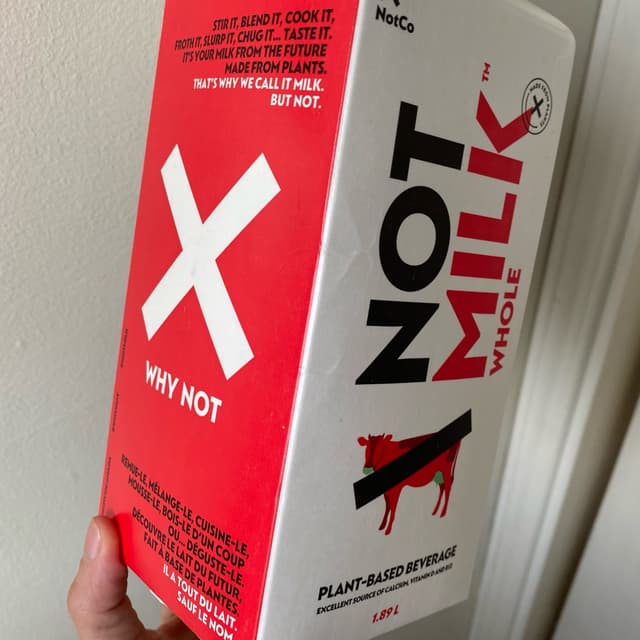 STIR IT, BLEND IT, COOK IT,
FROTH IT, SLURP IT, CHUG IT... TASTE IT.
IT'S YOUR MILK FROM THE FUTURE
MADE FROM PLANTS.
THAT'S WHY WE CALL IT MILK.
BUT NOT.
WHY NOT
REMUE-LE, MÉLANGE-LE, CUISINE-LE,
MOUSSE-LE, BOIS-LE D'UN COUP
OU... DÉGUSTE-LE.
DÉCOUVRE LE LAIT DU FUTUR,
FAIT À BASE DE PLANTES.
IL A TOUT DU LAIT.
SAUF LE NOM.
NotCo
MADE FROM PLANTS
NOT
MILK™
WHOLE
PLANT-BASED BEVERAGE
EXCELLENT SOURCE OF CALCIUM, VITAMIN D AND B12
1.89 L